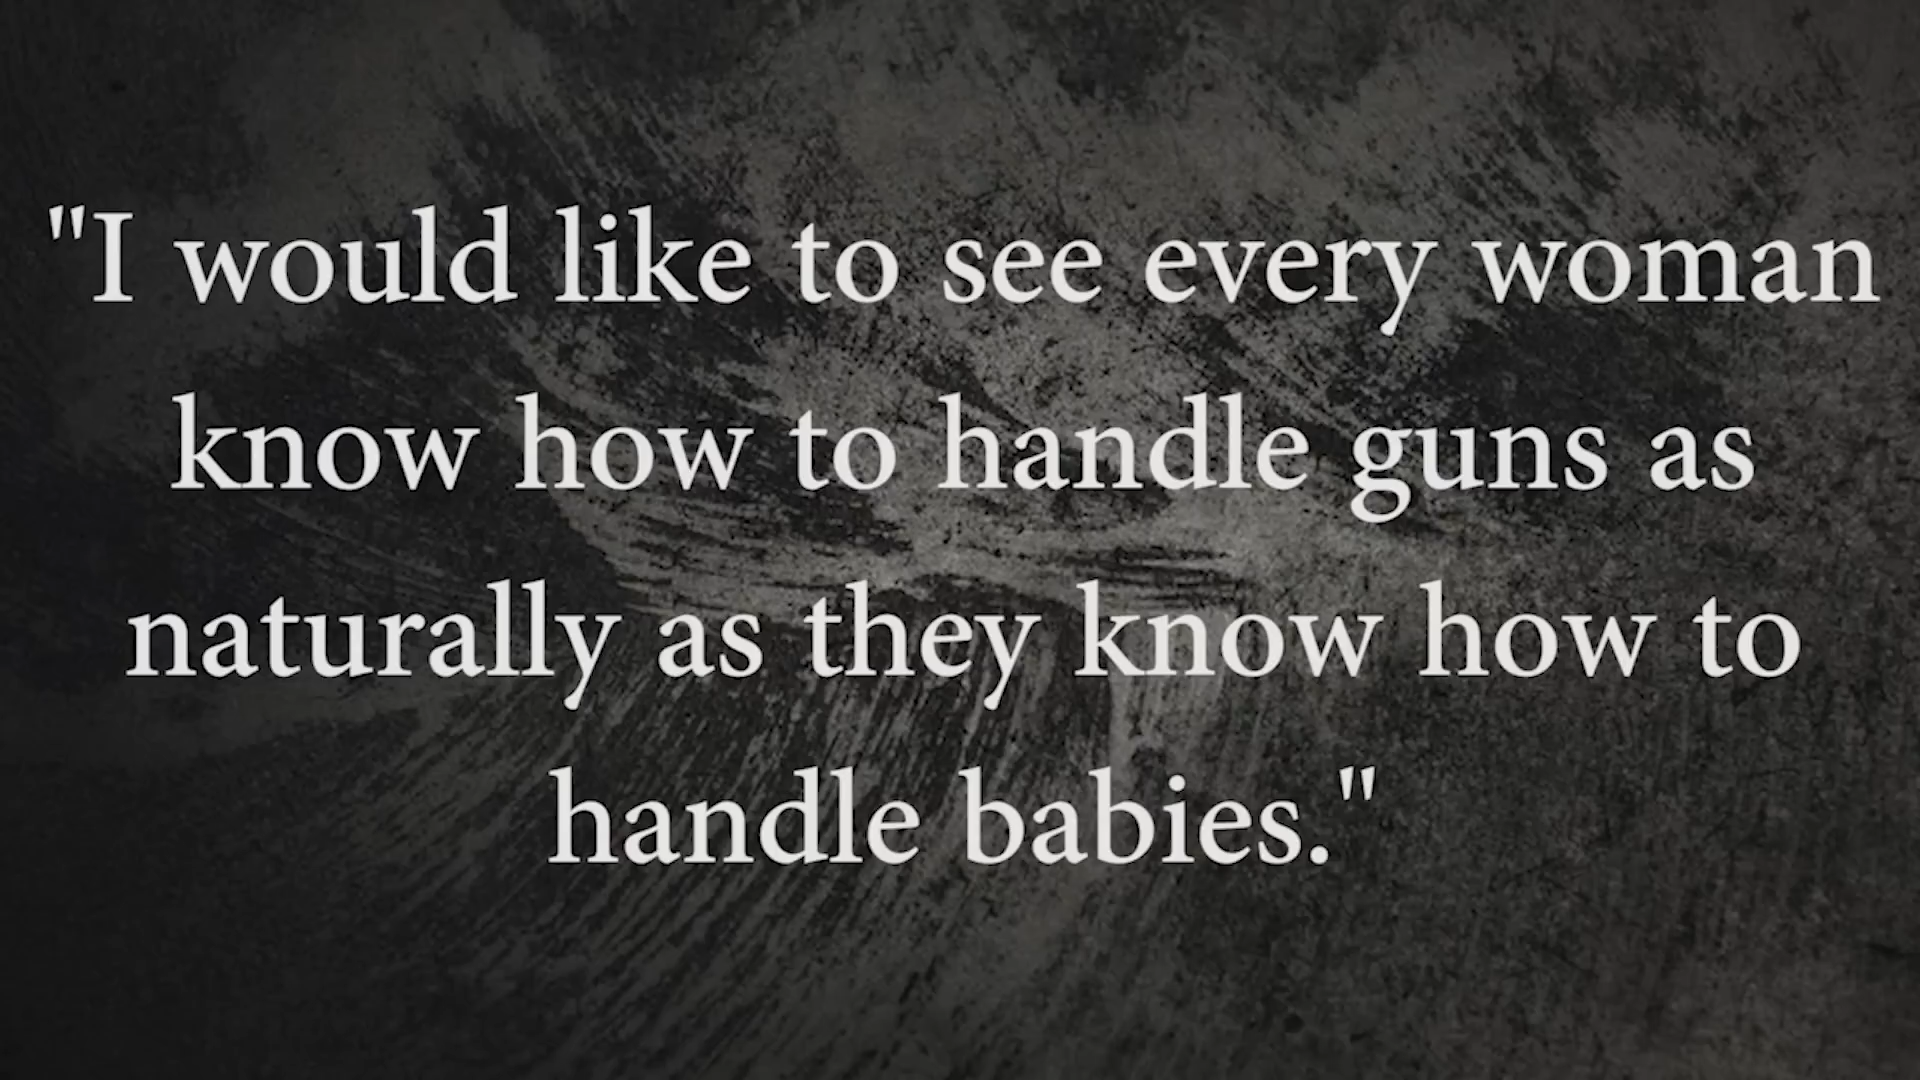 "I would like to see every woman
know how to handle guns as
naturally as they know how to
handle babies."